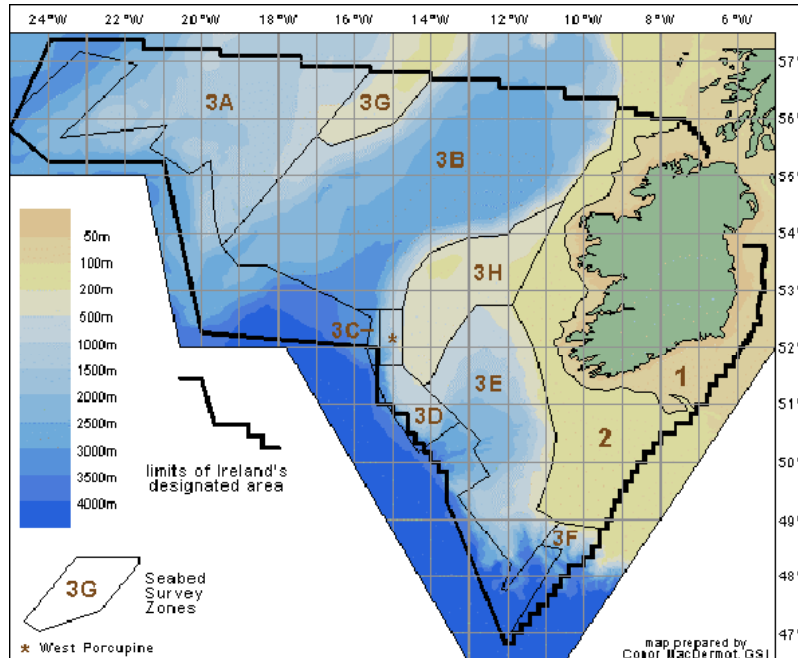 24°W 22°W 20°W 18°W 16°W 14°W 12°W 10°W 8°W 6°W
57°N
3A
3G
56°N
3B
55°N
50m
54°N
100m
200m
3H
53°N
500m
3C
1000m
*
52°N
1500m
3E
1
2000m
3D
51°N
2500m
2
3000m
50°N
3500m
limits of Ireland's
designated area
4000m
49°N
3F
48°N
3G
Seabed
Survey
Zones
47°N
* West Porcupine
map prepared by
Conor MacDermot, GSI